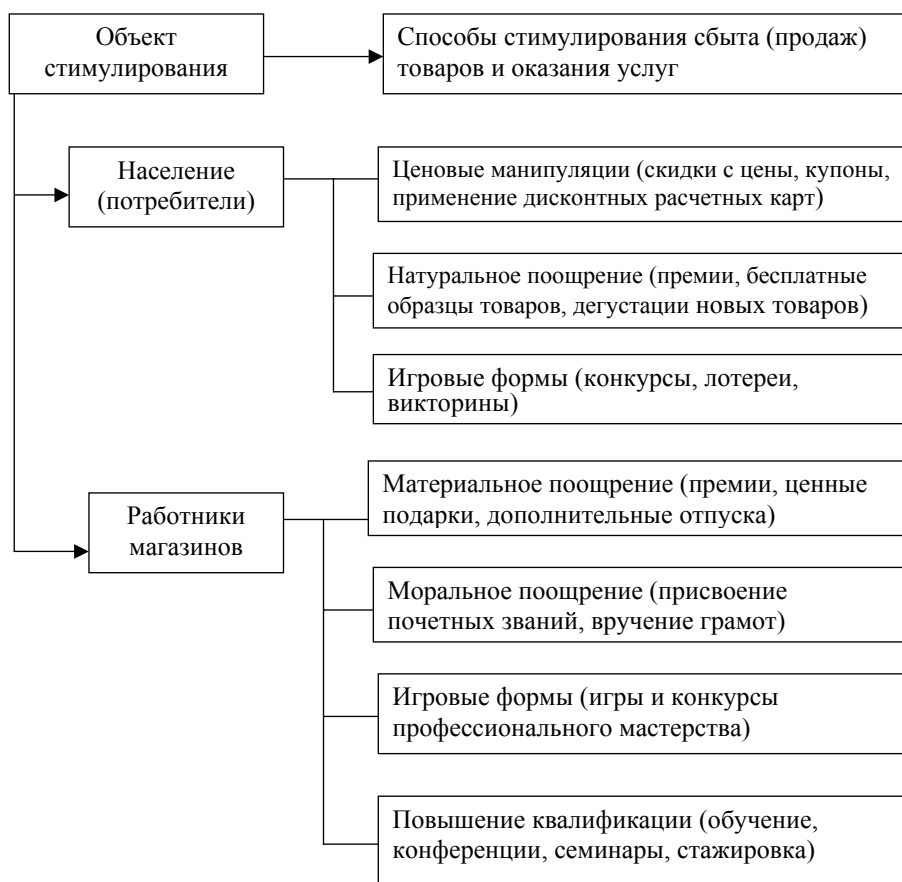 Объект
стимулирования
Способы стимулирования сбыта (продаж)
товаров и оказания услуг
Население
(потребители)
Ценовые манипуляции (скидки с цены, купоны,
применение дисконтных расчетных карт)
Натуральное поощрение (премии, бесплатные
образцы товаров, дегустации новых товаров)
Игровые формы (конкурсы, лотереи,
викторины)
Работники
магазинов
Материальное поощрение (премии, ценные
подарки, дополнительные отпуска)
Моральное поощрение (присвоение
почетных званий, вручение грамот)
Игровые формы (игры и конкурсы
профессионального мастерства)
Повышение квалификации (обучение,
конференции, семинары, стажировка)